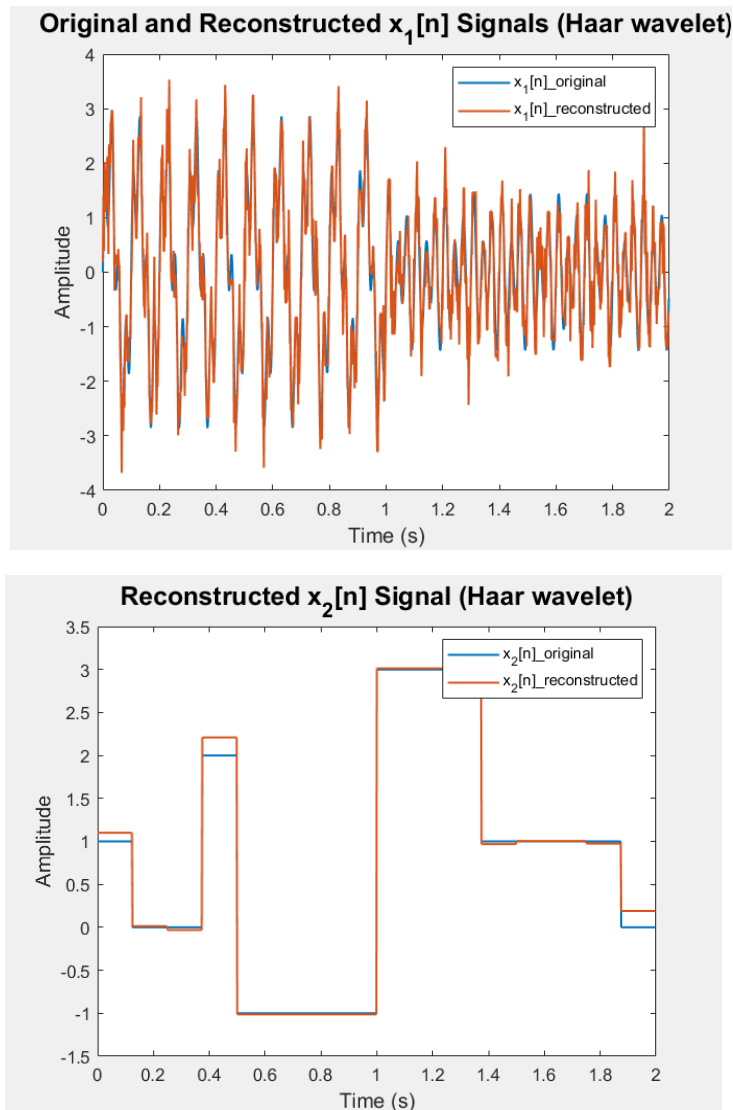 Original and Reconstructed x₁[n] Signals (Haar wavelet)
4
3
2
1
0
-1
-2
-3
-4
Amplitude
x₁[n]_original
x₁[n]_reconstructed
0 0.2 0.4 0.6 0.8 1 1.2 1.4 1.6 1.8 2
Time (s)
Reconstructed x₂[n] Signal (Haar wavelet)
3.5
3
2.5
2
1.5
1
0.5
0
-0.5
-1
-1.5
Amplitude
x₂[n]_original
x₂[n]_reconstructed
0 0.2 0.4 0.6 0.8 1 1.2 1.4 1.6 1.8 2
Time (s)